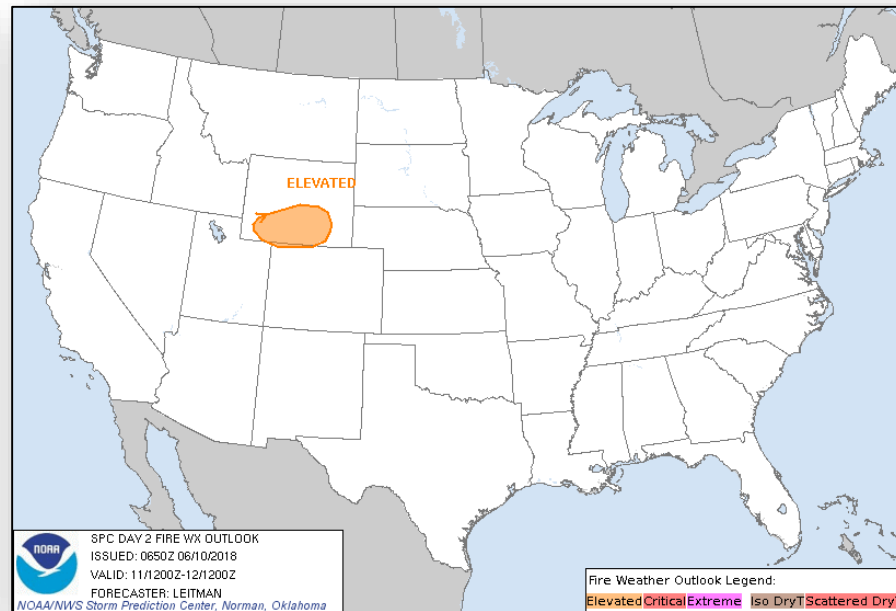 ELEVATED
NOAA
SPC DAY 2 FIRE WX OUTLOOK
ISSUED: 0650Z 06/10/2018
VALID: 11/1200Z-12/1200Z
FORECASTER: LEITMAN
NOAA/NWS Storm Prediction Center, Norman, Oklahoma
Fire Weather Outlook Legend:
Elevated Critical Extreme Iso DryT Scattered Dry